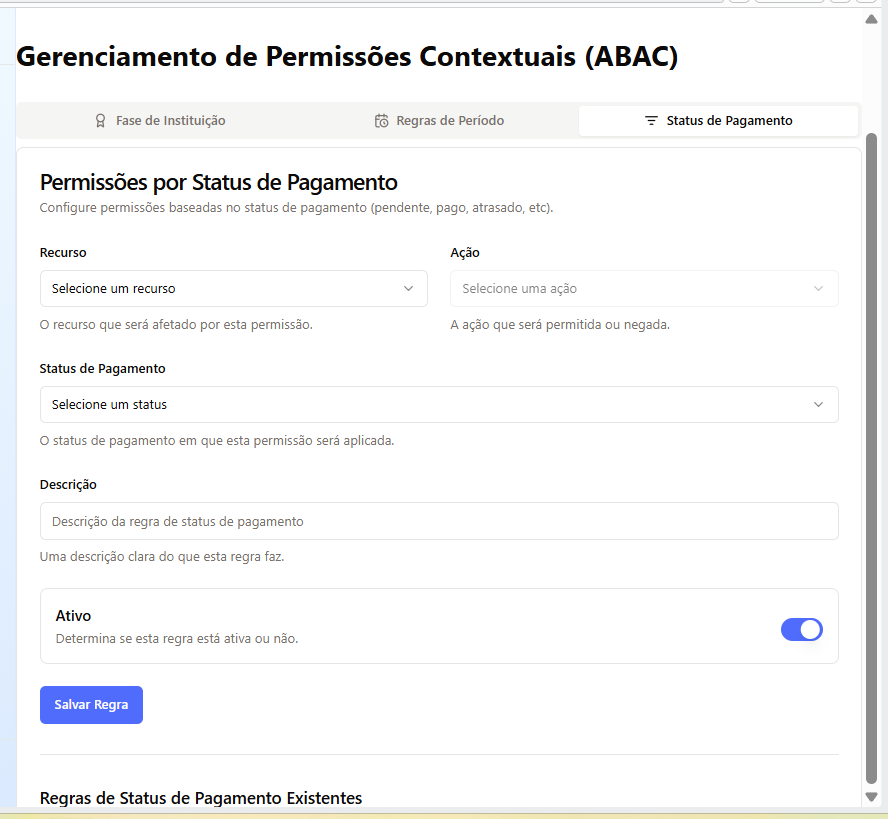 Gerenciamento de Permissões Contextuais (ABAC)
Fase de Instituição
Regras de Período
Status de Pagamento
Permissões por Status de Pagamento
Configure permissões baseadas no status de pagamento (pendente, pago, atrasado, etc).
Recurso
Ação
Selecione um recurso
Selecione uma ação
O recurso que será afetado por esta permissão.
A ação que será permitida ou negada.
Status de Pagamento
Selecione um status
O status de pagamento em que esta permissão será aplicada.
Descrição
Descrição da regra de status de pagamento
Uma descrição clara do que esta regra faz.
Ativo
Determina se esta regra está ativa ou não.
Salvar Regra
Regras de Status de Pagamento Existentes